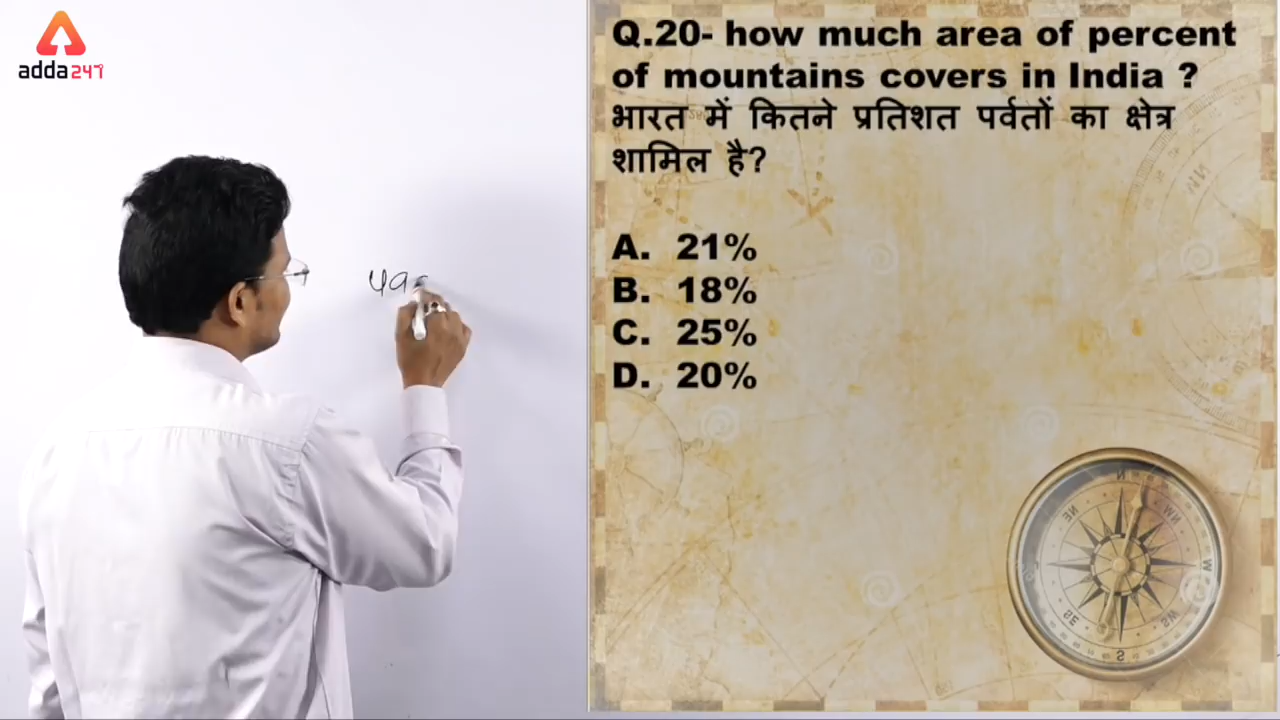 adda247
Q.20- how much area of percent
of mountains covers in India ?
भारत में कितने प्रतिशत पर्वतों का क्षेत्र
शामिल है?
A. 21%
B. 18%
C. 25%
D. 20%